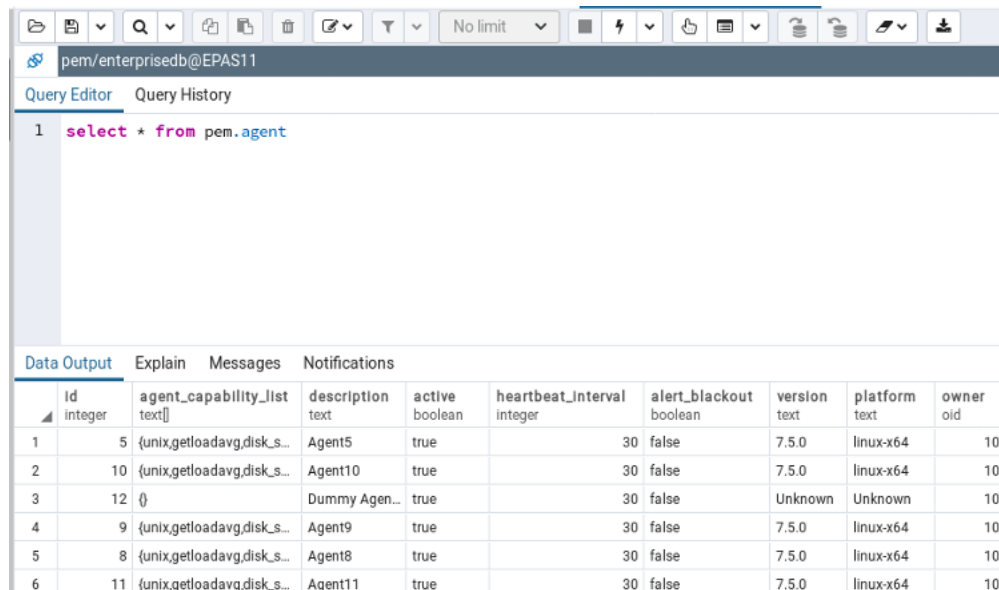 No limit
pem/enterprisedb@EPAS11
Query Editor Query History
1 select * from pem.agent
Data Output Explain Messages Notifications
id agent_capability_list description active heartbeat_interval alert_blackout version platform owner
integer text[] text boolean integer boolean text text oid
1 5 {unix,getloadavg,disk_s... Agent5 true 30 false 7.5.0 linux-x64 10
2 10 {unix,getloadavg,disk_s... Agent10 true 30 false 7.5.0 linux-x64 10
3 12 {} Dummy Agen... true 30 false Unknown Unknown 10
4 9 {unix,getloadavg,disk_s... Agent9 true 30 false 7.5.0 linux-x64 10
5 8 {unix,getloadavg,disk_s... Agent8 true 30 false 7.5.0 linux-x64 10
6 11 {unix,getloadavg,disk_s... Agent11 true 30 false 7.5.0 linux-x64 10